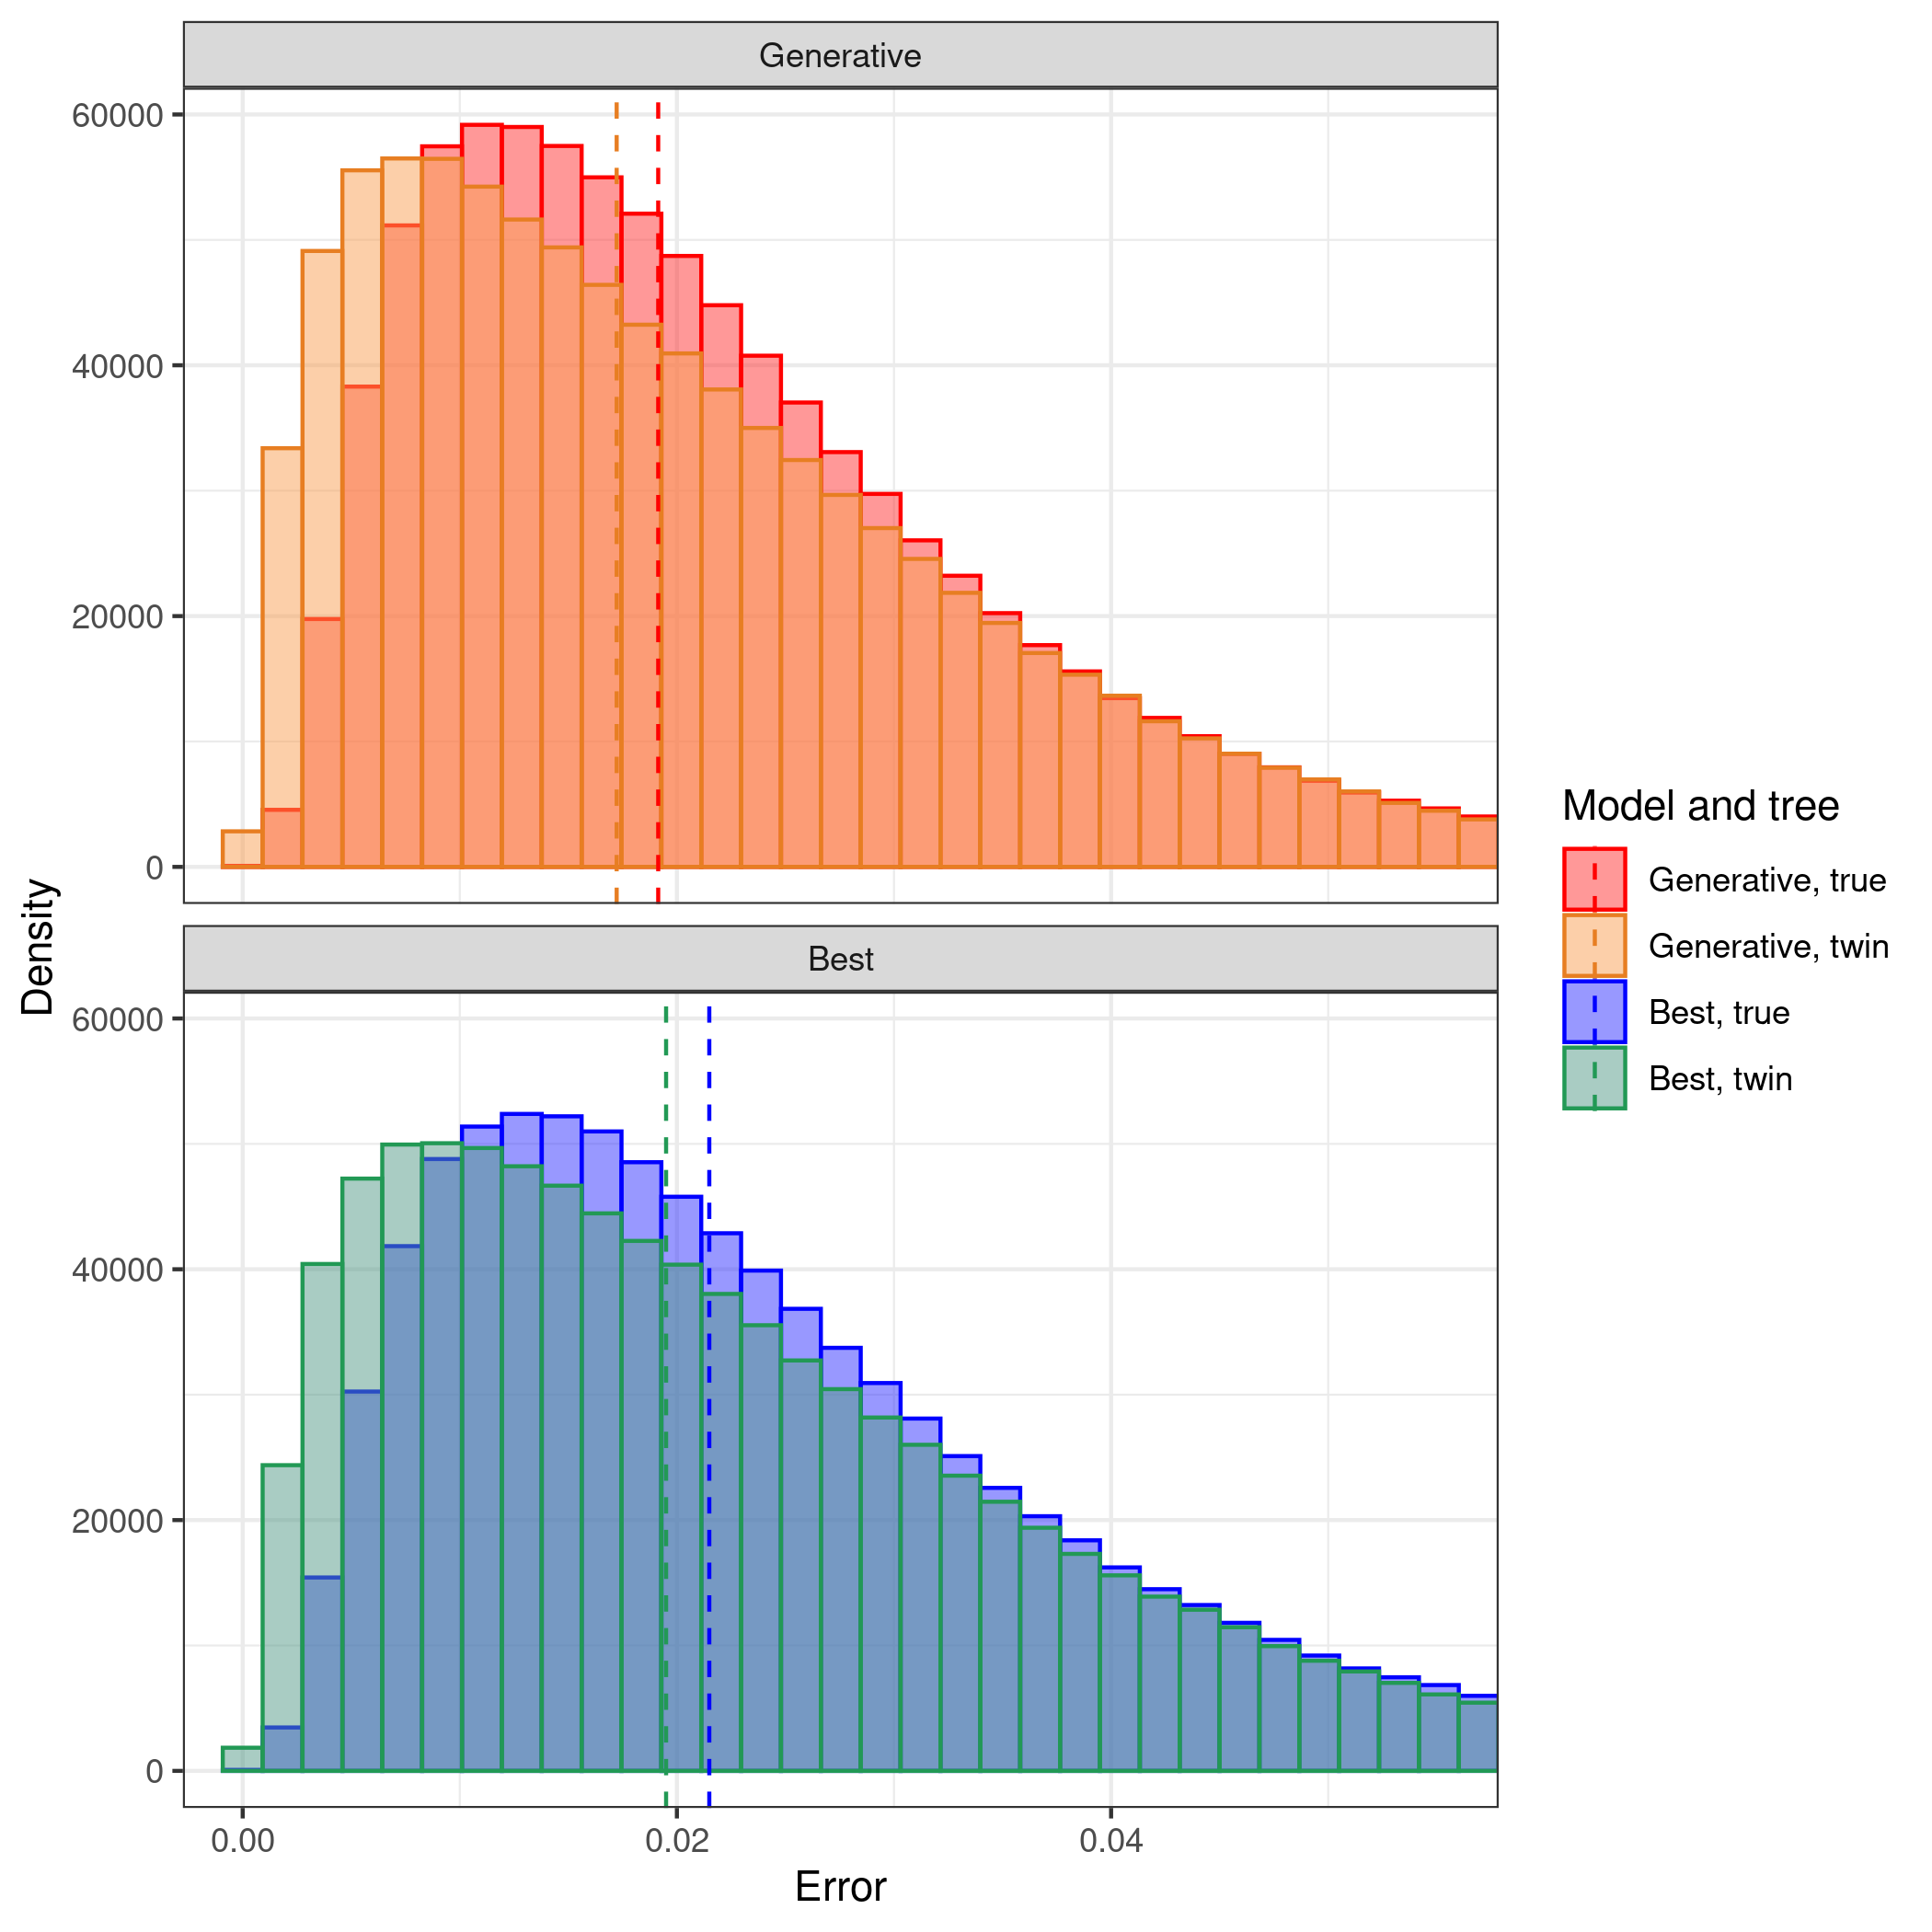 Generative
60000
40000
20000
0
Best
60000
40000
20000
0
Density
0.00 0.02 0.04
Error
Model and tree
Generative, true
Generative, twin
Best, true
Best, twin